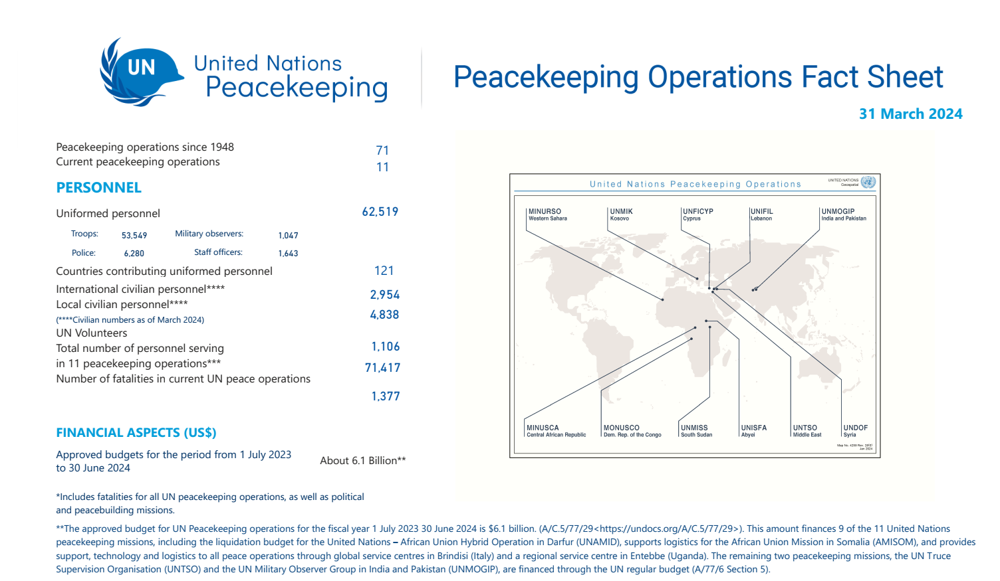 UN
United Nations
Peacekeeping
Peacekeeping Operations Fact Sheet
31 March 2024
Peacekeeping operations since 1948 71
Current peacekeeping operations 11
PERSONNEL
Uniformed personnel 62,519
Troops: 53,549 Military observers: 1,047
Police: 6,280 Staff officers: 1,643
Countries contributing uniformed personnel 121
International civilian personnel**** 2,954
Local civilian personnel**** 4,838
(****Civilian numbers as of March 2024)
UN Volunteers 1,106
Total number of personnel serving
in 11 peacekeeping operations*** 71,417
Number of fatalities in current UN peace operations 1,377
FINANCIAL ASPECTS (US$)
Approved budgets for the period from 1 July 2023
to 30 June 2024
About 6.1 Billion**
*Includes fatalities for all UN peacekeeping operations, as well as political
and peacebuilding missions.
United Nations Peacekeeping Operations
UNITED NATIONS
Geospatial
MINURSO
Western Sahara
UNMIK
Kosovo
UNFICYP
Cyprus
UNIFIL
Lebanon
UNMOGIP
India and Pakistan
MINUSCA
Central African Republic
MONUSCO
Dem. Rep. of the Congo
UNMISS
South Sudan
UNISFA
Abyei
UNTSO
Middle East
UNDOF
Syria
Jan 2024
**The approved budget for UN Peacekeeping operations for the fiscal year 1 July 2023 30 June 2024 is $6.1 billion. (A/C.5/77/29<https://undocs.org/A/C.5/77/29>). This amount finances 9 of the 11 United Nations
peacekeeping missions, including the liquidation budget for the United Nations – African Union Hybrid Operation in Darfur (UNAMID), supports logistics for the African Union Mission in Somalia (AMISOM), and provides
support, technology and logistics to all peace operations through global service centres in Brindisi (Italy) and a regional service centre in Entebbe (Uganda). The remaining two peacekeeping missions, the UN Truce
Supervision Organisation (UNTSO) and the UN Military Observer Group in India and Pakistan (UNMOGIP), are financed through the UN regular budget (A/77/6 Section 5).